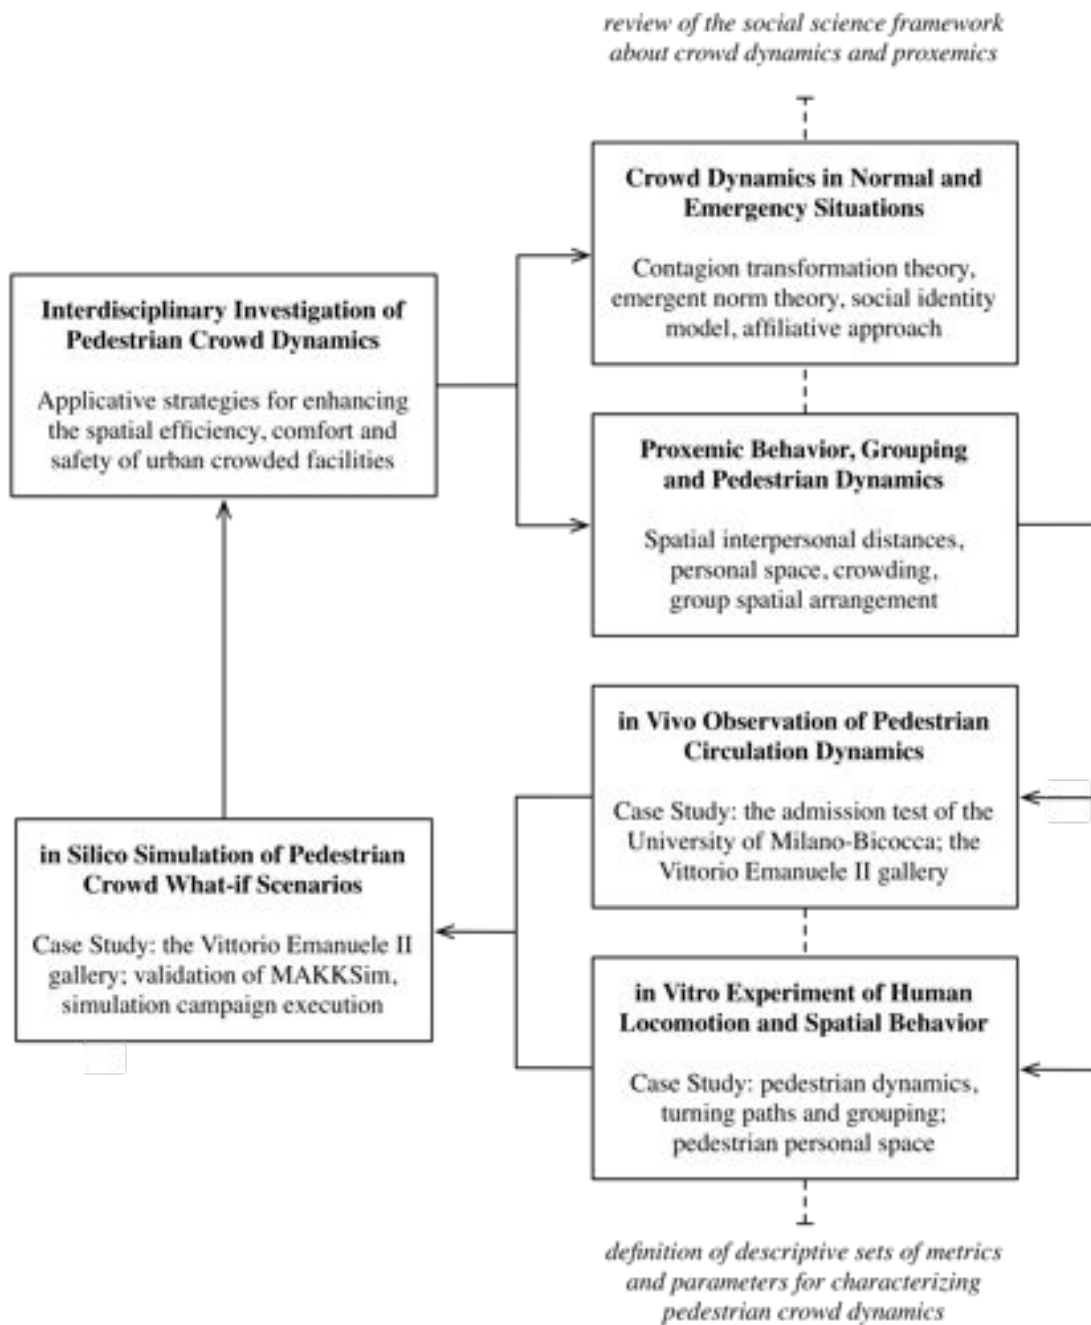 review of the social science framework
about crowd dynamics and proxemics
Crowd Dynamics in Normal and
Emergency Situations
Contagion transformation theory,
emergent norm theory, social identity
model, affiliative approach
Interdisciplinary Investigation of
Pedestrian Crowd Dynamics
Applicative strategies for enhancing
the spatial efficiency, comfort and
safety of urban crowded facilities
Proxemic Behavior, Grouping
and Pedestrian Dynamics
Spatial interpersonal distances,
personal space, crowding,
group spatial arrangement
in Vivo Observation of Pedestrian
Circulation Dynamics
Case Study: the admission test of the
University of Milano-Bicocca; the
Vittorio Emanuele II gallery
in Silico Simulation of Pedestrian
Crowd What-if Scenarios
Case Study: the Vittorio Emanuele II
gallery; validation of MAKKSim,
simulation campaign execution
in Vitro Experiment of Human
Locomotion and Spatial Behavior
Case Study: pedestrian dynamics,
turning paths and grouping;
pedestrian personal space
definition of descriptive sets of metrics
and parameters for characterizing
pedestrian crowd dynamics